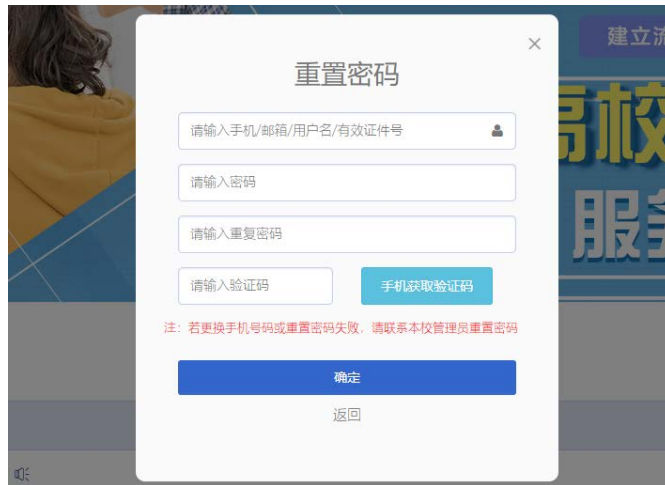 建立
重置密码
×
请输入手机/邮箱/用户名/有效证件号
高校
请输入密码
服务
请输入重复密码
请输入验证码
手机获取验证码
注：若更换手机号码或重置密码失败，请联系本校管理员重置密码
确定
返回